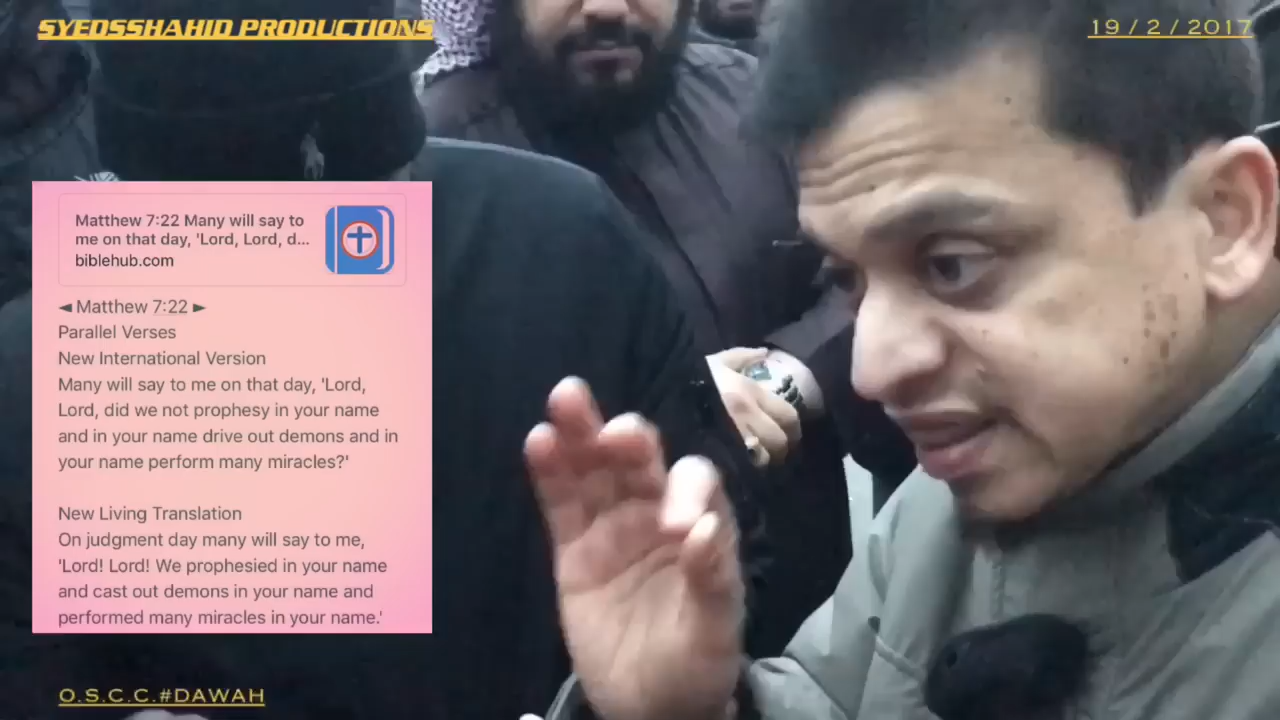 SYEDSSHAHID PRODUCTIONS
19/2/2017
Matthew 7:22 Many will say to
me on that day, 'Lord, Lord, d...
biblehub.com
◄ Matthew 7:22 ►
Parallel Verses
New International Version
Many will say to me on that day, 'Lord,
Lord, did we not prophesy in your name
and in your name drive out demons and in
your name perform many miracles?'
New Living Translation
On judgment day many will say to me,
'Lord! Lord! We prophesied in your name
and cast out demons in your name and
performed many miracles in your name.'
O.S.C.C.#DAWAH